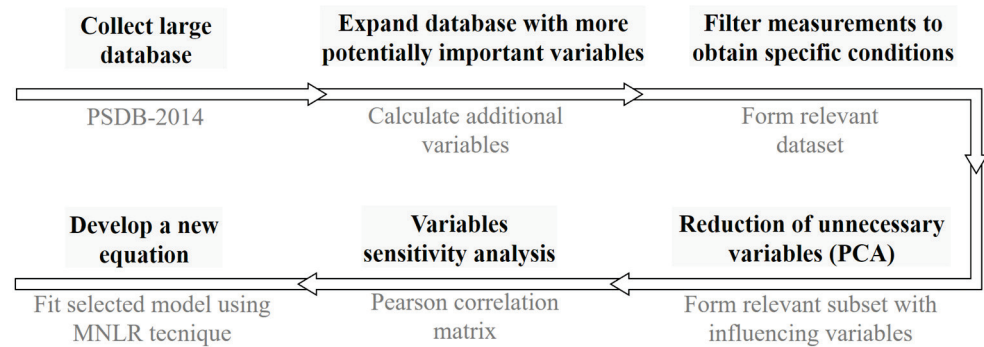 Collect large
database
PSDB-2014
Expand database with more
potentially important variables
Calculate additional
variables
Filter measurements to
obtain specific conditions
Form relevant
dataset
Reduction of unnecessary
variables (PCA)
Form relevant subset with
influencing variables
Variables
sensitivity analysis
Pearson correlation
matrix
Develop a new
equation
Fit selected model using
MNLR tecnique